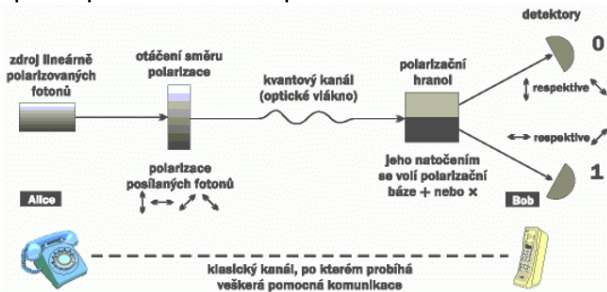 detektory
zdroj lineárně
polarizovaných
fotonů
otáčení směru
polarizace
kvantový kanál
(optické vlákno)
polarizační
hranol
0
respektive
respektive
1
polarizace
posílaných fotonů
jeho natočením
se volí polarizační
báze + nebo ×
Alice
Bob
klasický kanál, po kterém probíhá
veškerá pomocná komunikace